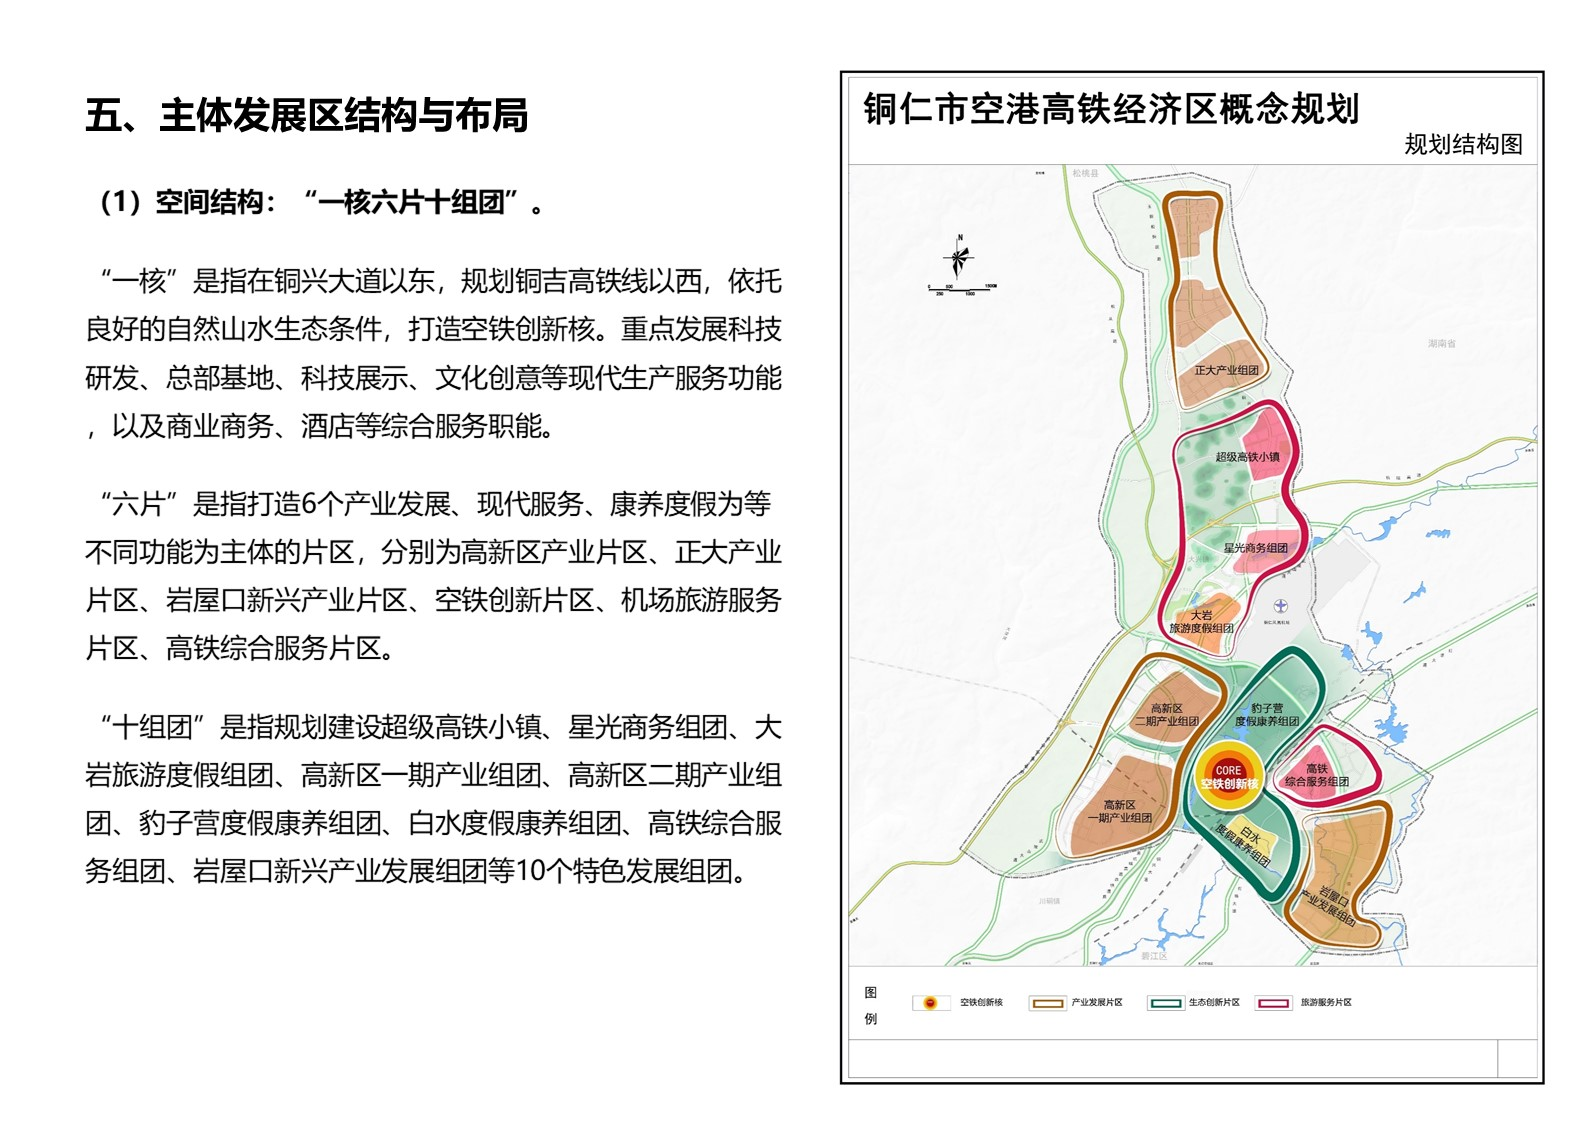 五、主体发展区结构与布局
（1）空间结构：“一核六片十组团”。
“一核”是指在铜兴大道以东，规划铜吉高铁线以西，依托
良好的自然山水生态条件，打造空铁创新核。重点发展科技
研发、总部基地、科技展示、文化创意等现代生产服务功能
，以及商业商务、酒店等综合服务职能。
“六片”是指打造6个产业发展、现代服务、康养度假为等
不同功能为主体的片区，分别为高新区产业片区、正大产业
片区、岩屋口新兴产业片区、空铁创新片区、机场旅游服务
片区、高铁综合服务片区。
“十组团”是指规划建设超级高铁小镇、星光商务组团、大
岩旅游度假组团、高新区一期产业组团、高新区二期产业组
团、豹子营度假康养组团、白水度假康养组团、高铁综合服
务组团、岩屋口新兴产业发展组团等10个特色发展组团。
铜仁市空港高铁经济区概念规划
规划结构图
松桃县
N
湖南省
正大产业组团
超级高铁小镇
星光商务组团
大岩
旅游度假组团
高新区
二期产业组团
豹子营
度假康养组团
CORE
空铁创新核
高铁
综合服务组团
高新区
一期产业组团
白水
度假康养组团
岩屋口
产业发展组团
川硐镇
碧江区
图
例
空铁创新核
产业发展片区
生态创新片区
旅游服务片区